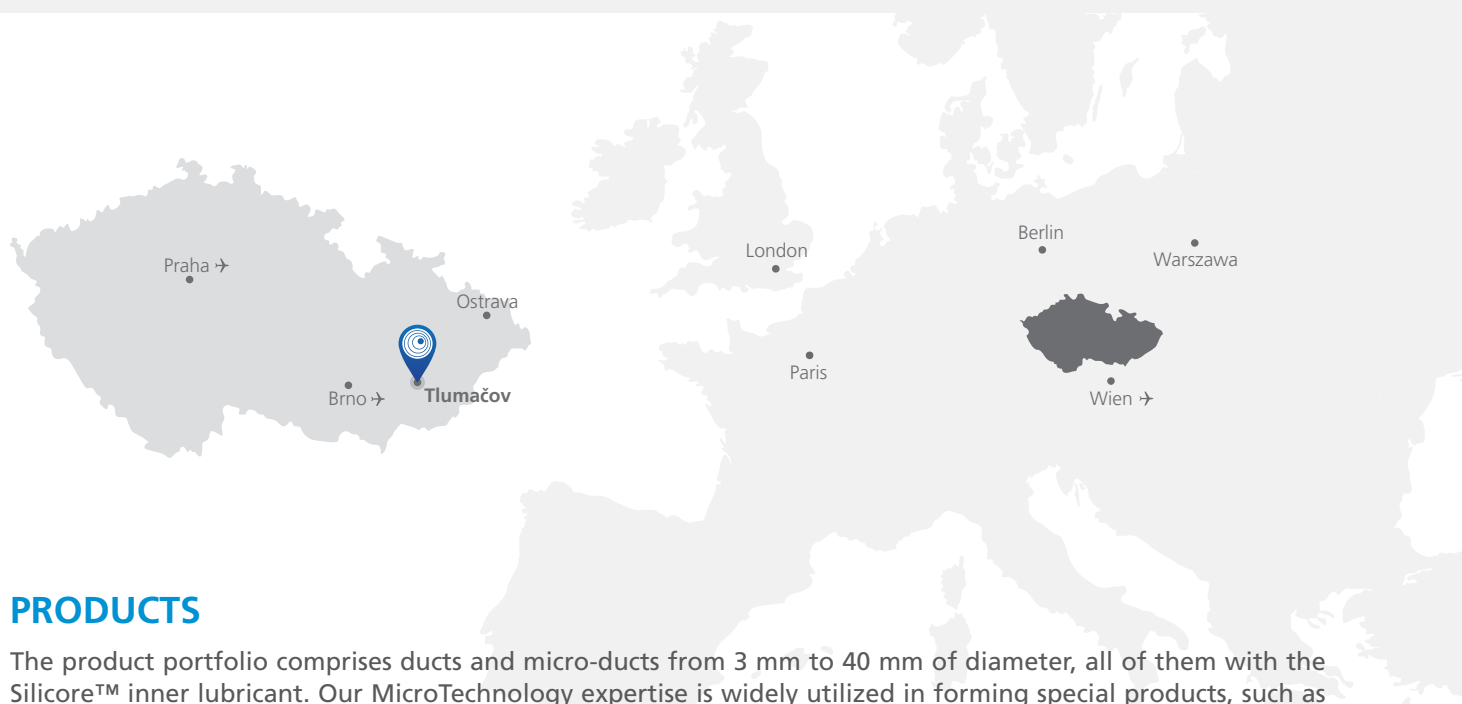 Berlin
London
Warszawa
Praha
Ostrava
Paris
Brno
Tlumačov
Wien
PRODUCTS
The product portfolio comprises ducts and micro-ducts from 3 mm to 40 mm of diameter, all of them with the
Silicore™ inner lubricant. Our MicroTechnology expertise is widely utilized in forming special products, such as